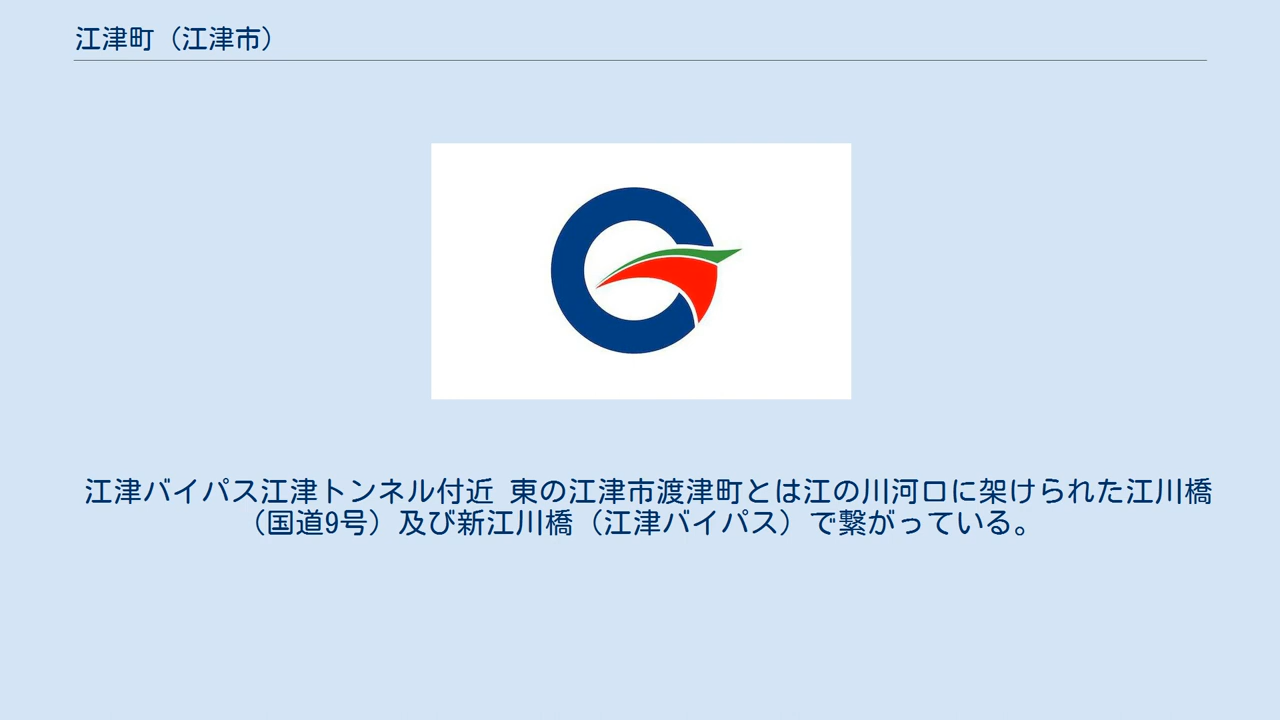 江津町（江津市）
江津バイパス江津トンネル付近 東の江津市渡津町とは江の川河口に架けられた江川橋
（国道9号）及び新江川橋（江津バイパス）で繋がっている。